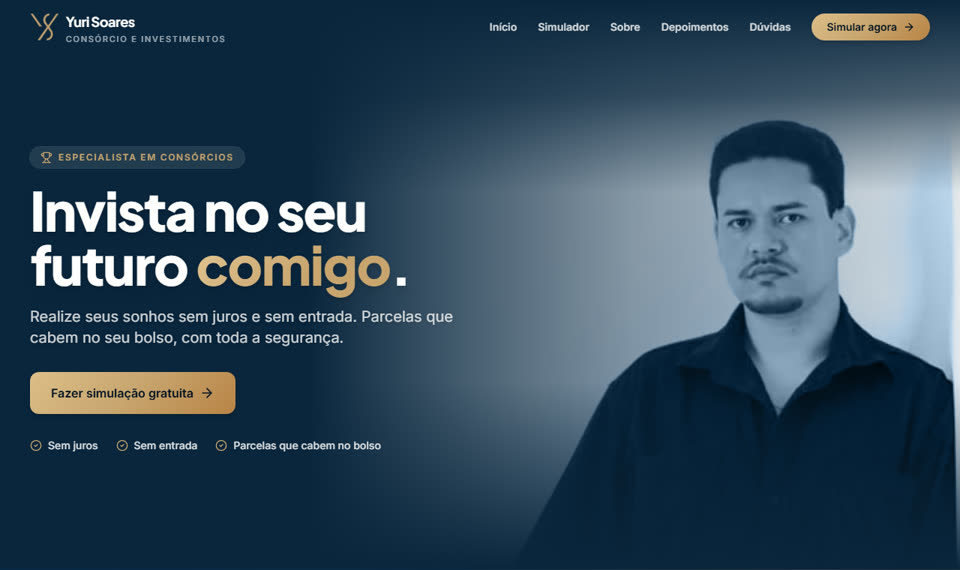 Yuri Soares
CONSÓRCIO E INVESTIMENTOS
Início
Simulador
Sobre
Depoimentos
Dúvidas
Simular agora
ESPECIALISTA EM CONSÓRCIOS
Invista no seu
futuro comigo.
Realize seus sonhos sem juros e sem entrada. Parcelas que
cabem no seu bolso, com toda a segurança.
Fazer simulação gratuita
Sem juros
Sem entrada
Parcelas que cabem no bolso